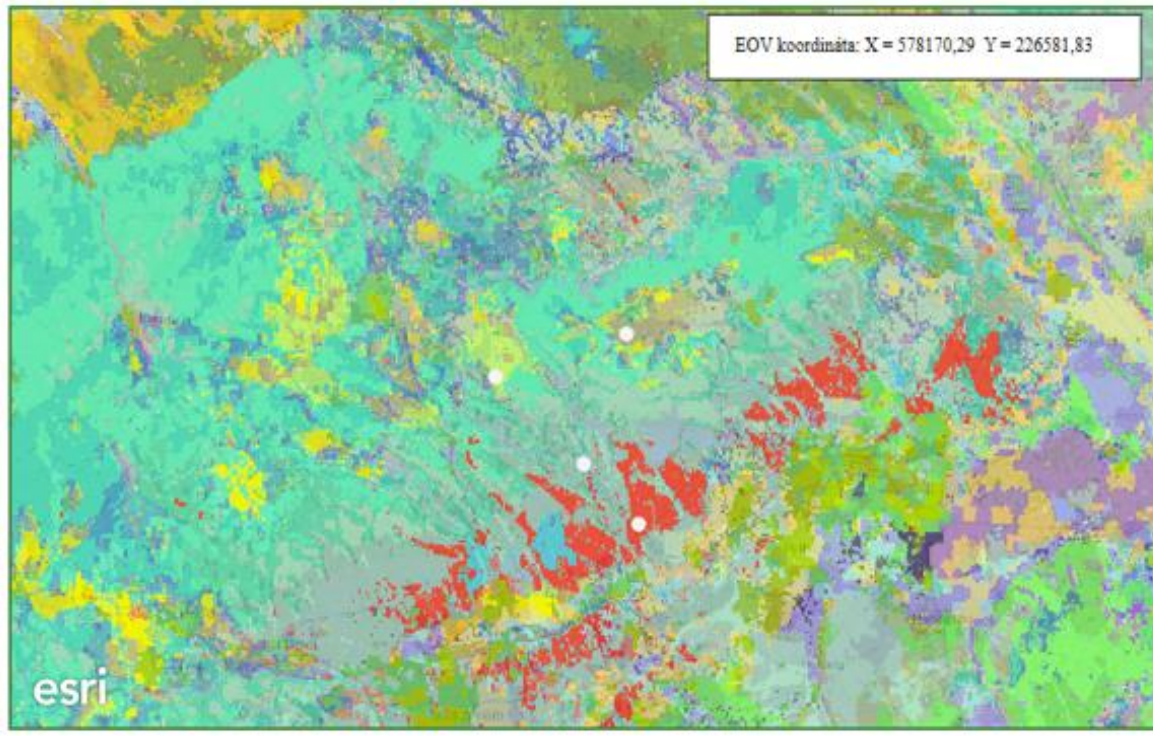 EOV koordináta: X = 578170,29 Y = 226581,83
esri